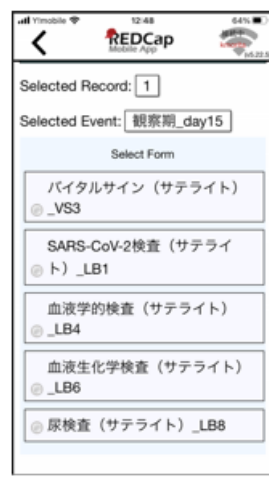 Y!mobile 12:48 64%
REDCap
Mobile App
v5.22.5
Selected Record: 1
Selected Event: 観察期_day15
Select Form
バイタルサイン（サテライト）
_VS3
SARS-CoV-2検査（サテライ
ト）_LB1
血液学的検査（サテライト）
_LB4
血液生化学検査（サテライト）
_LB6
尿検査（サテライト）_LB8